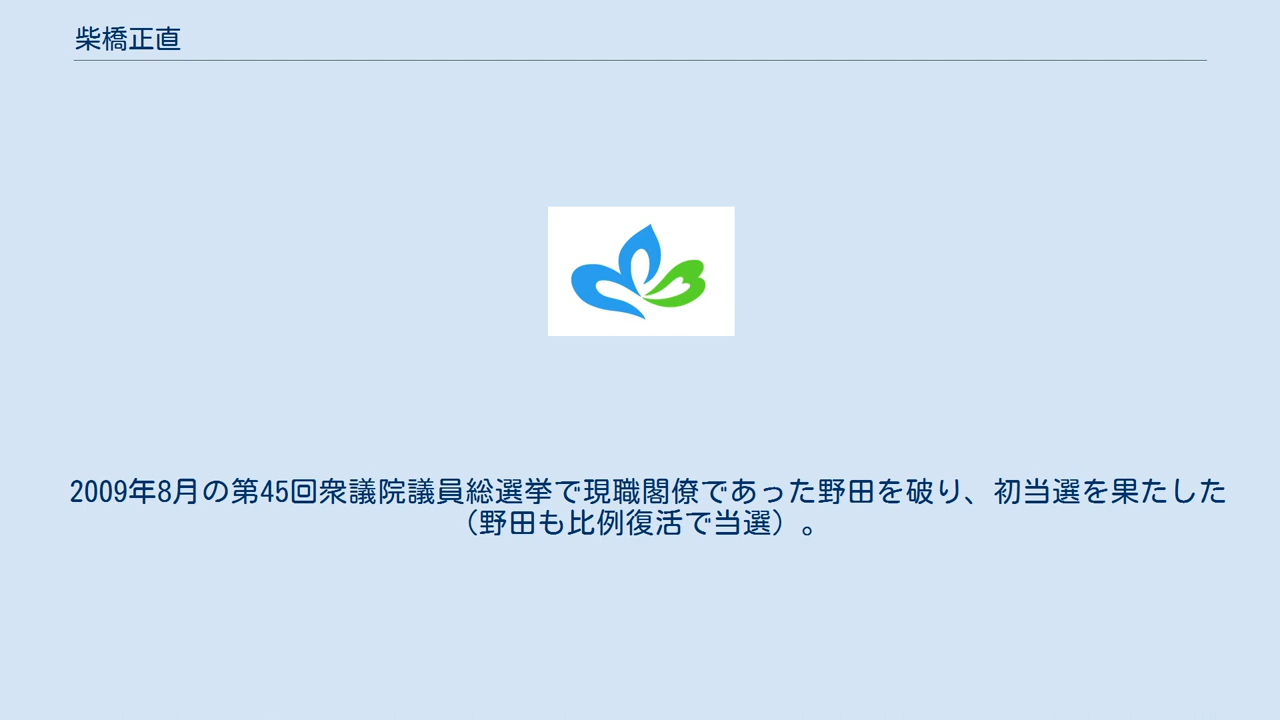 柴橋正直
2009年8月の第45回衆議院議員総選挙で現職閣僚であった野田を破り、初当選を果たした
（野田も比例復活で当選）。